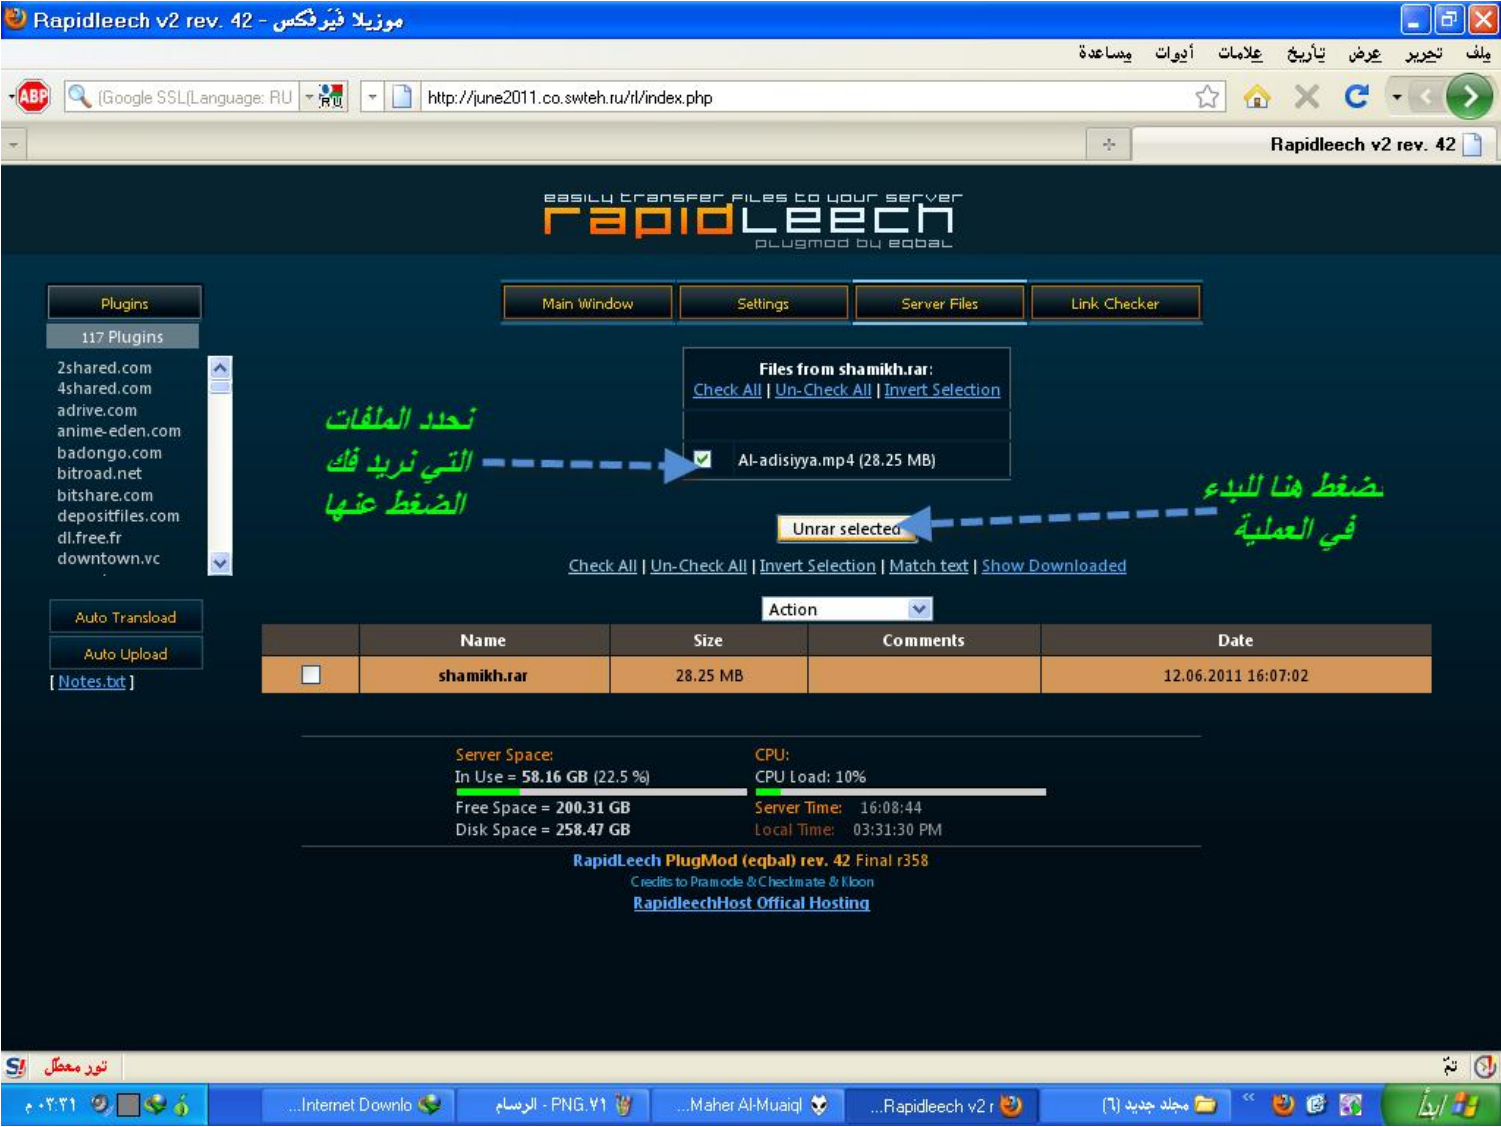 Rapidleech v2 rev. 42 - موزيلا فَيَرفُكس
ملف تحرير عرض تأريخ علامات أدوات مساعدة
ABP
(Google SSL(Language: RU
RU
http://june2011.co.swteh.ru/rl/index.php
Rapidleech v2 rev. 42
easily transfer files to your server
rapidleech
plugmod by eqbal
Main Window
Settings
Server Files
Link Checker
Plugins
117 Plugins
2shared.com
4shared.com
adrive.com
anime-eden.com
badongo.com
bitroad.net
bitshare.com
depositfiles.com
dl.free.fr
downtown.vc
Files from shamikh.rar:
Check All | Un-Check All | Invert Selection
Al-adisiyya.mp4 (28.25 MB)
نحدد الملفات
التي نريد فك
الضغط عنها
نضغط هنا للبدء
في العملية
Unrar selected
Check All | Un-Check All | Invert Selection | Match text | Show Downloaded
Action
Auto Transload
Auto Upload
[ Notes.txt ]
Name Size Comments Date
shamikh.rar 28.25 MB 12.06.2011 16:07:02
Server Space:
In Use = 58.16 GB (22.5 %)
Free Space = 200.31 GB
Disk Space = 258.47 GB
CPU:
CPU Load: 10%
Server Time: 16:08:44
Local Time: 03:31:30 PM
RapidLeech PlugMod (eqbal) rev. 42 Final r358
Credits to Pramode & Checkmate & Kloon
RapidleechHost Offical Hosting
تمّ
تور معطّل
ابدأ
مجلد جديد (٦)
...Rapidleech v2 r
...Maher Al-Muaiql
PNG.٧١ - الرسام
...Internet Downlo
٠٣:٣١ م